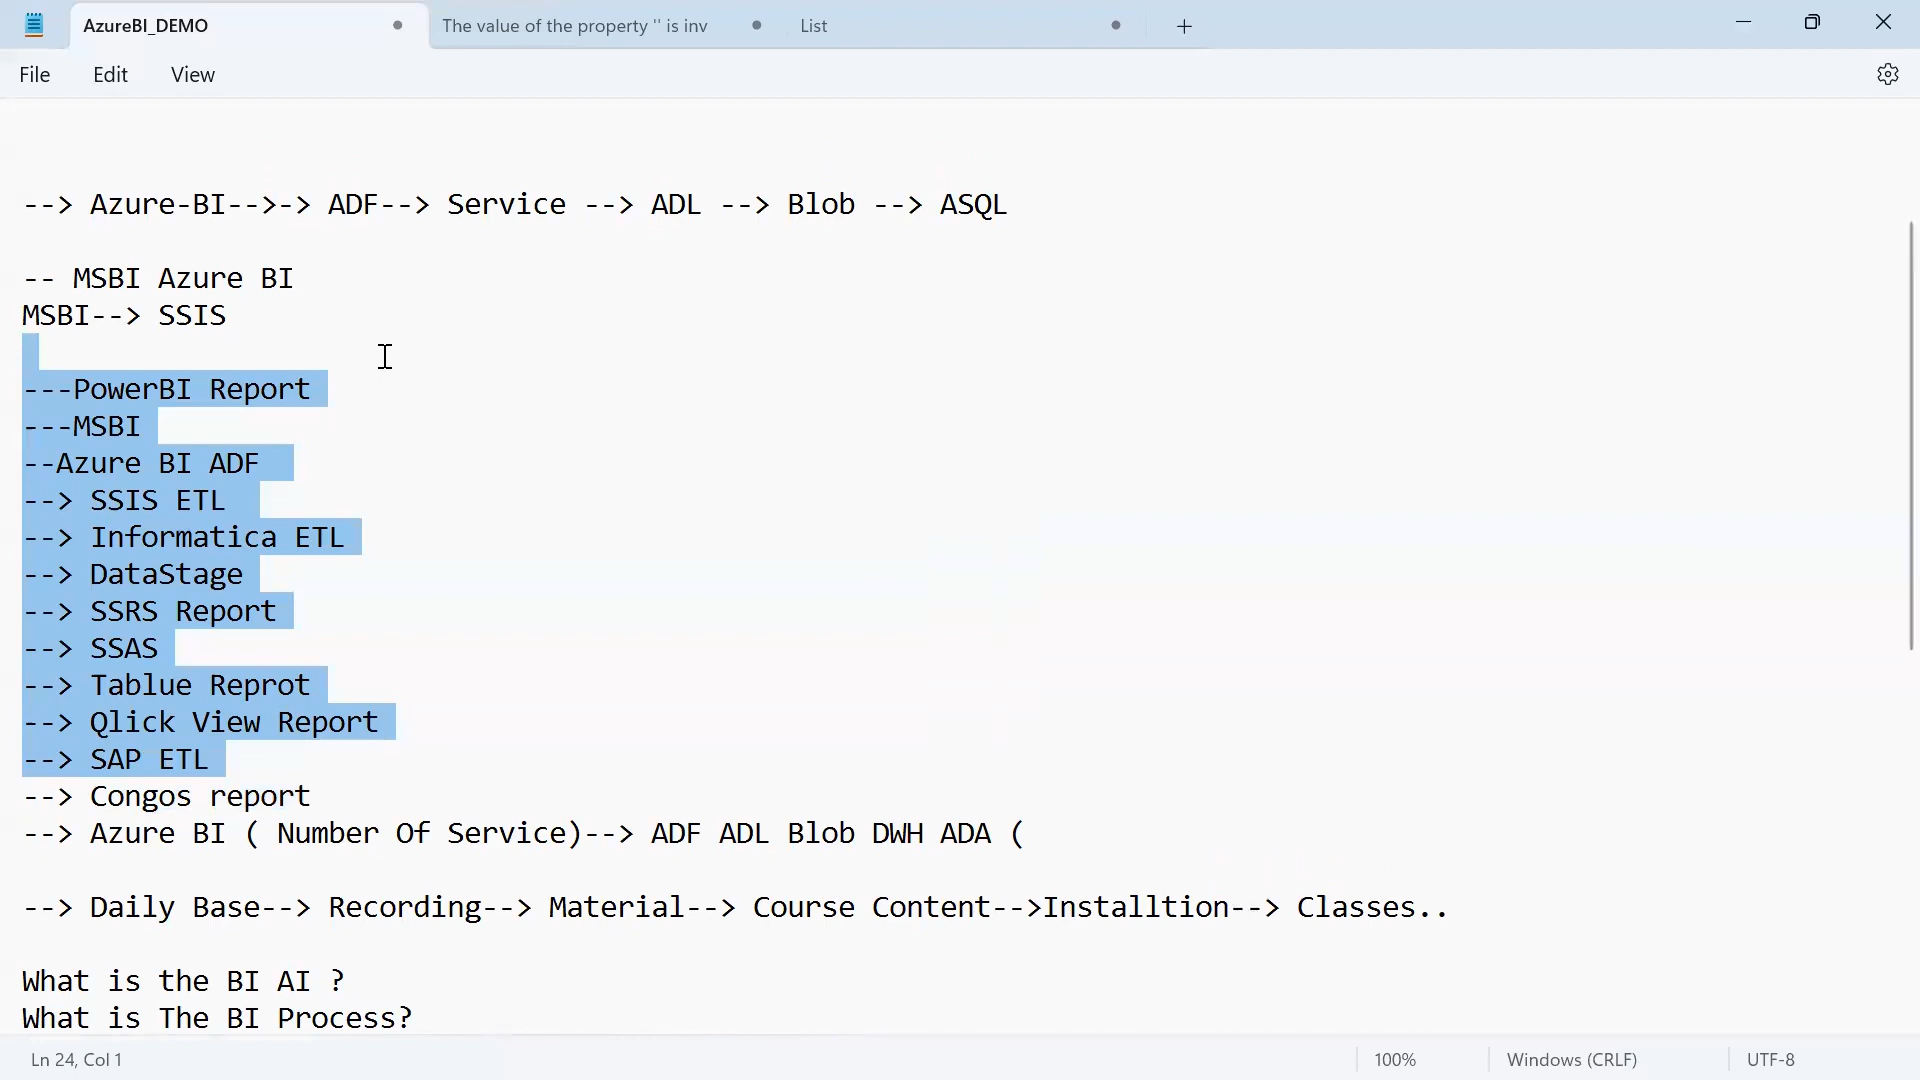 AzureBI_DEMO
The value of the property '' is inv
List
File Edit View
--> Azure-BI-->-> ADF--> Service --> ADL --> Blob --> ASQL
-- MSBI Azure BI
MSBI--> SSIS
---PowerBI Report
---MSBI
--Azure BI ADF
--> SSIS ETL
--> Informatica ETL
--> DataStage
--> SSRS Report
--> SSAS
--> Tablue Reprot
--> Qlick View Report
--> SAP ETL
--> Congos report
--> Azure BI ( Number Of Service)--> ADF ADL Blob DWH ADA (
--> Daily Base--> Recording--> Material--> Course Content-->Installtion--> Classes..
What is the BI AI ?
What is The BI Process?
Ln 24, Col 1
100%
Windows (CRLF)
UTF-8